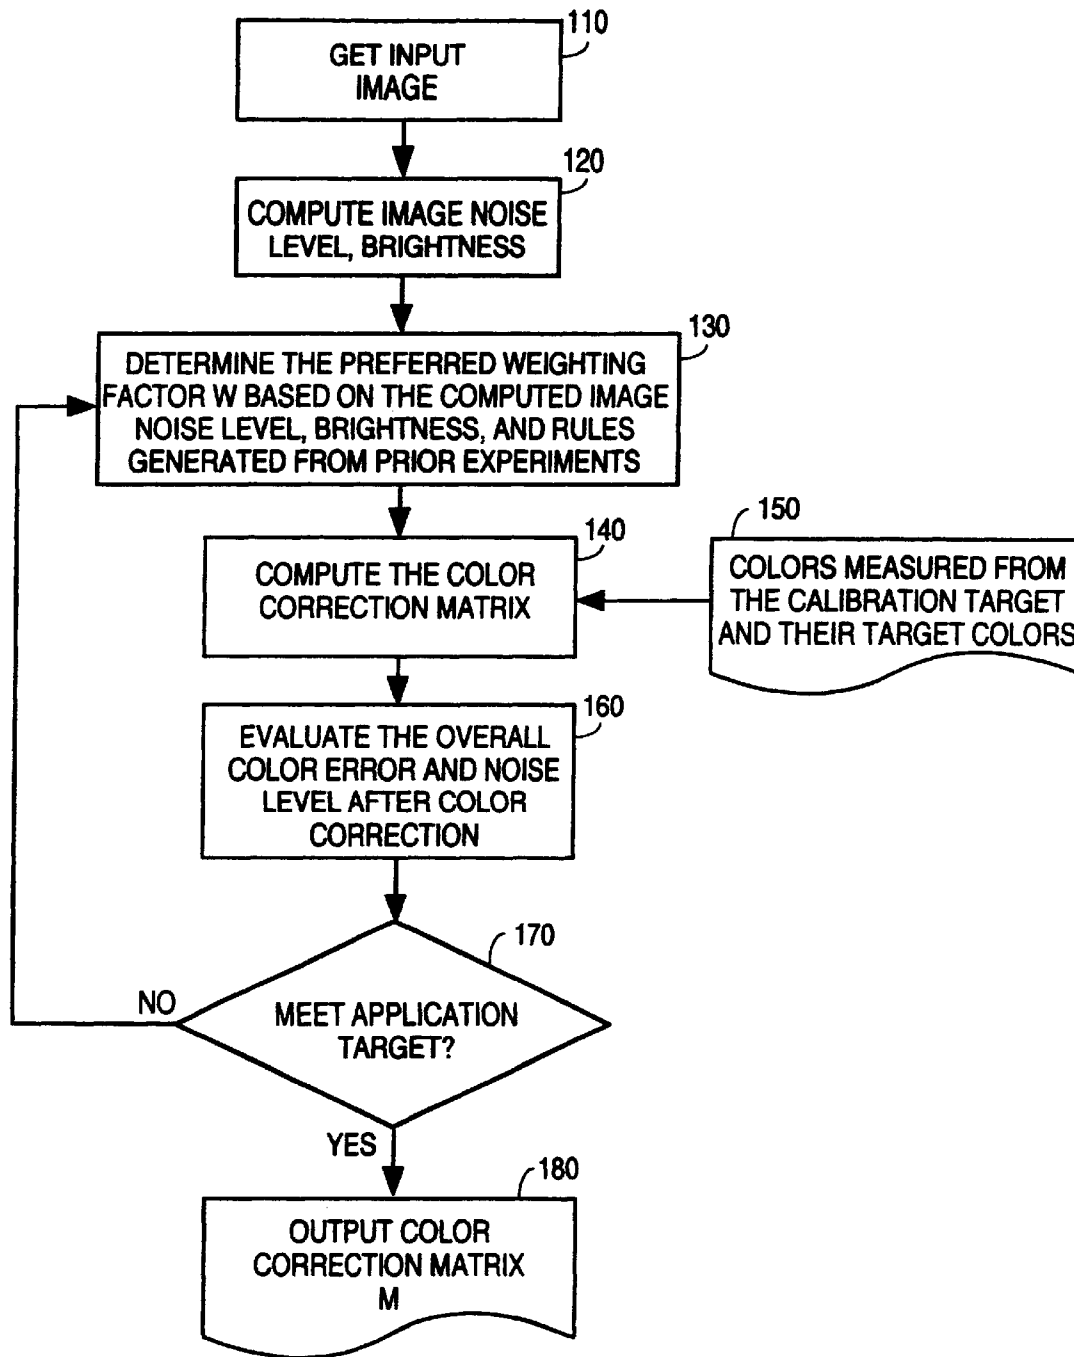 110
GET INPUT
IMAGE
120
COMPUTE IMAGE NOISE
LEVEL, BRIGHTNESS
130
DETERMINE THE PREFERRED WEIGHTING
FACTOR W BASED ON THE COMPUTED IMAGE
NOISE LEVEL, BRIGHTNESS, AND RULES
GENERATED FROM PRIOR EXPERIMENTS
140
COMPUTE THE COLOR
CORRECTION MATRIX
150
COLORS MEASURED FROM
THE CALIBRATION TARGET
AND THEIR TARGET COLORS
160
EVALUATE THE OVERALL
COLOR ERROR AND NOISE
LEVEL AFTER COLOR
CORRECTION
170
NO
MEET APPLICATION
TARGET?
YES
180
OUTPUT COLOR
CORRECTION MATRIX
M